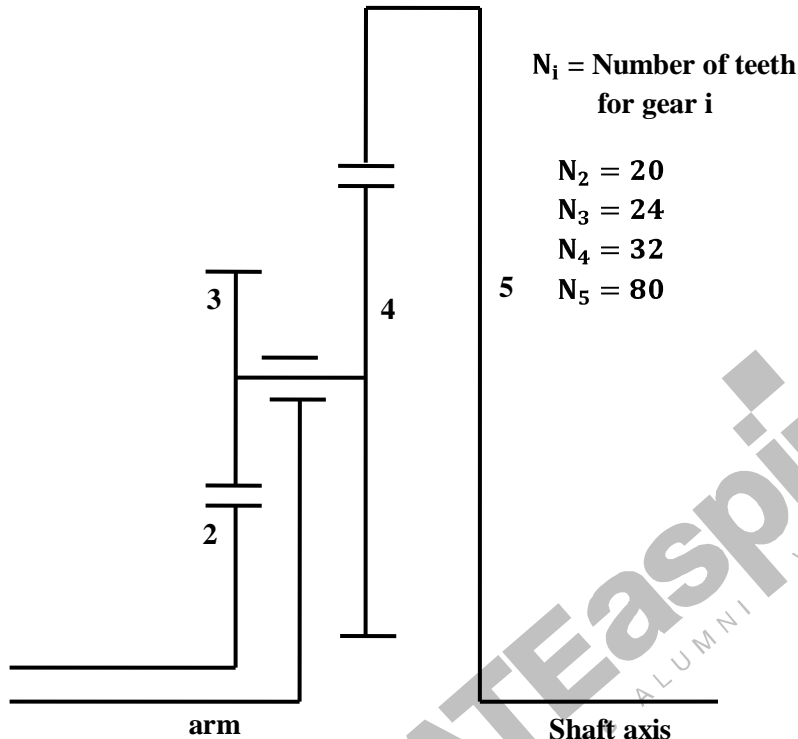 Nᵢ = Number of teeth
for gear i
N₂ = 20
N₃ = 24
N₄ = 32
N₅ = 80
3
4
5
2
arm
Shaft axis
ALUMNI